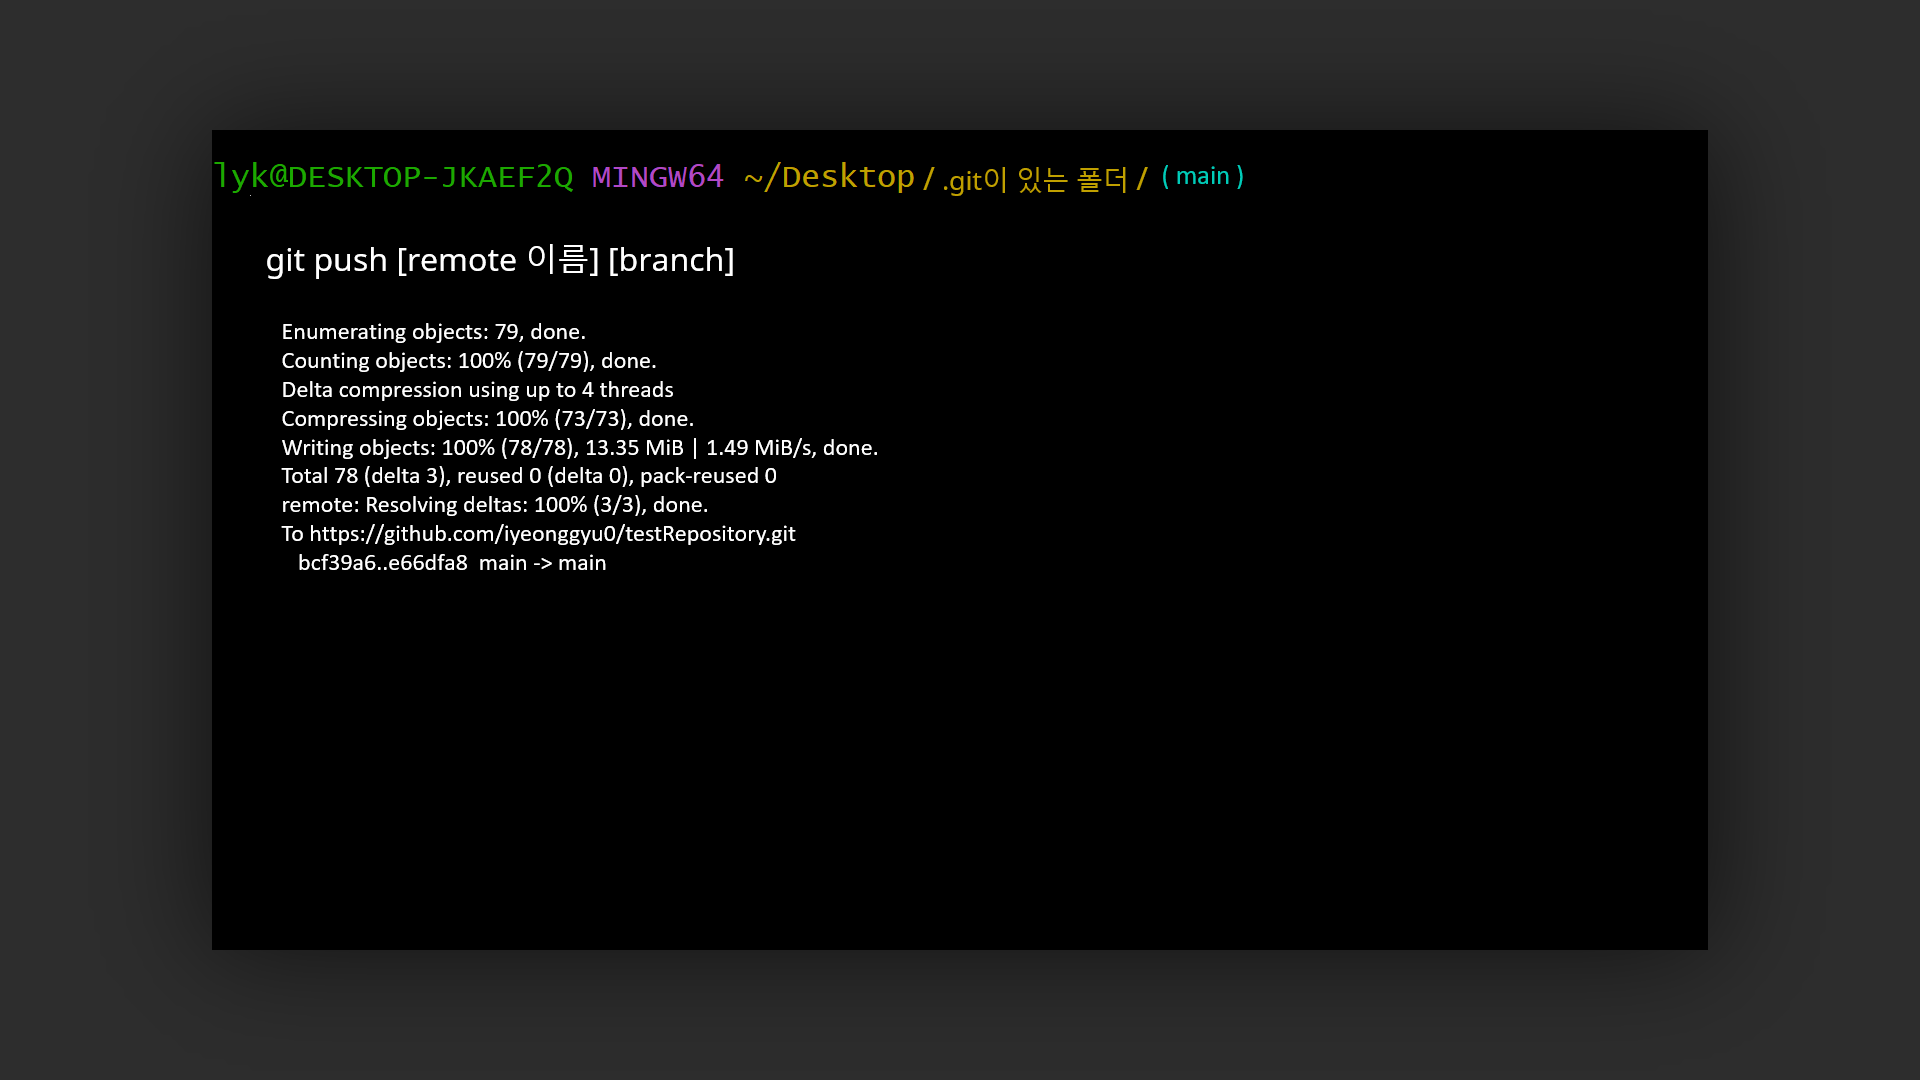 lyk@DESKTOP-JKAEF2Q MINGW64 ~/Desktop / .git이 있는 폴더 / ( main )
git push [remote 이름] [branch]
Enumerating objects: 79, done.
Counting objects: 100% (79/79), done.
Delta compression using up to 4 threads
Compressing objects: 100% (73/73), done.
Writing objects: 100% (78/78), 13.35 MiB | 1.49 MiB/s, done.
Total 78 (delta 3), reused 0 (delta 0), pack-reused 0
remote: Resolving deltas: 100% (3/3), done.
To https://github.com/iyeonggyu0/testRepository.git
bcf39a6..e66dfa8  main -> main